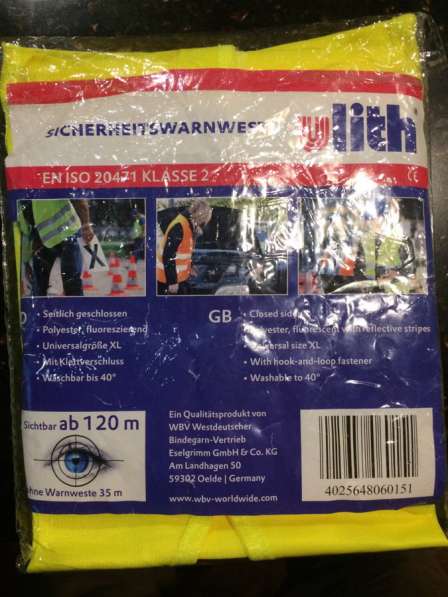 SICHERHEITSWARNWESTE
ulith
EN ISO 20471 KLASSE 2
CE
X
• Seitlich geschlossen
• Polyester, fluoreszierend
• Universalgröße XL
• Mit Klettverschluss
• Waschbar bis 40°
GB
• Closed side
Polyester, fluorescent with reflective stripes
Universal size XL
• With hook-and-loop fastener
• Washable to 40°
Sichtbar ab 120 m
ohne Warnweste 35 m
Ein Qualitätsprodukt von
WBV Westdeutscher
Bindegarn-Vertrieb
Eselgrimm GmbH & Co. KG
Am Landhagen 50
59302 Oelde | Germany
www.wbv-worldwide.com
4025648060151